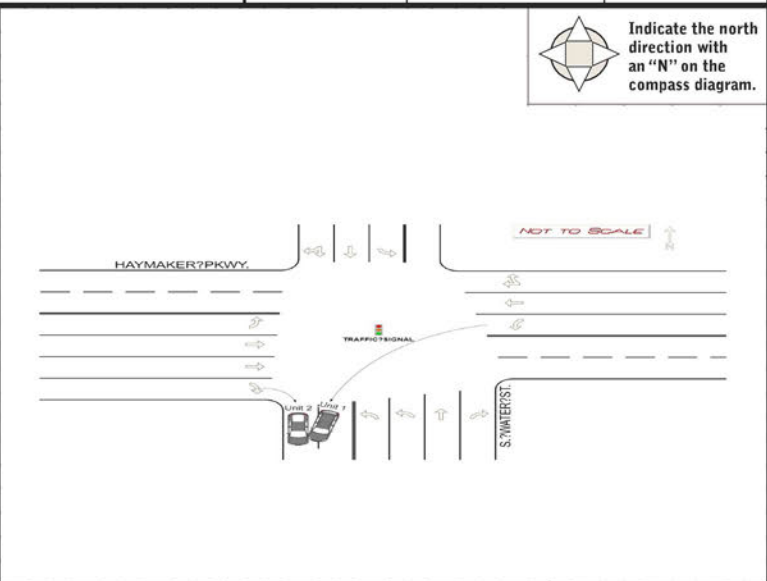 Indicate the north
direction with
an “N” on the
compass diagram.
NOT TO SCALE
N
HAYMAKER?PKWY.
TRAFFIC?SIGNAL
Unit 2
Unit 1
S.?WATER?ST.